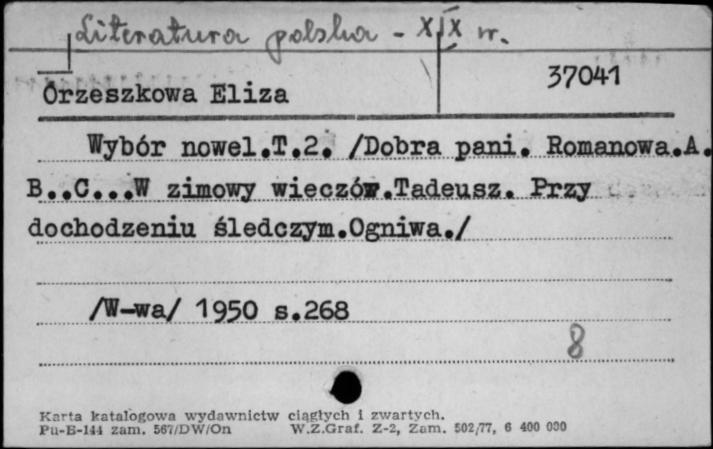 Literatura polska - XIX w.
37041
Orzeszkowa Eliza
Wybór nowel.T.2. /Dobra pani. Romanowa.A.
B..C...W zimowy wieczów.Tadeusz. Przy
dochodzeniu śledczym.Ogniwa./
/W-wa/ 1950 s.268
8
Karta katalogowa wydawnictw ciągłych i zwartych.
Pu-B-144 zam. 567/DW/On W.Z.Graf. Z-2, Zam. 502/77, 6 400 000